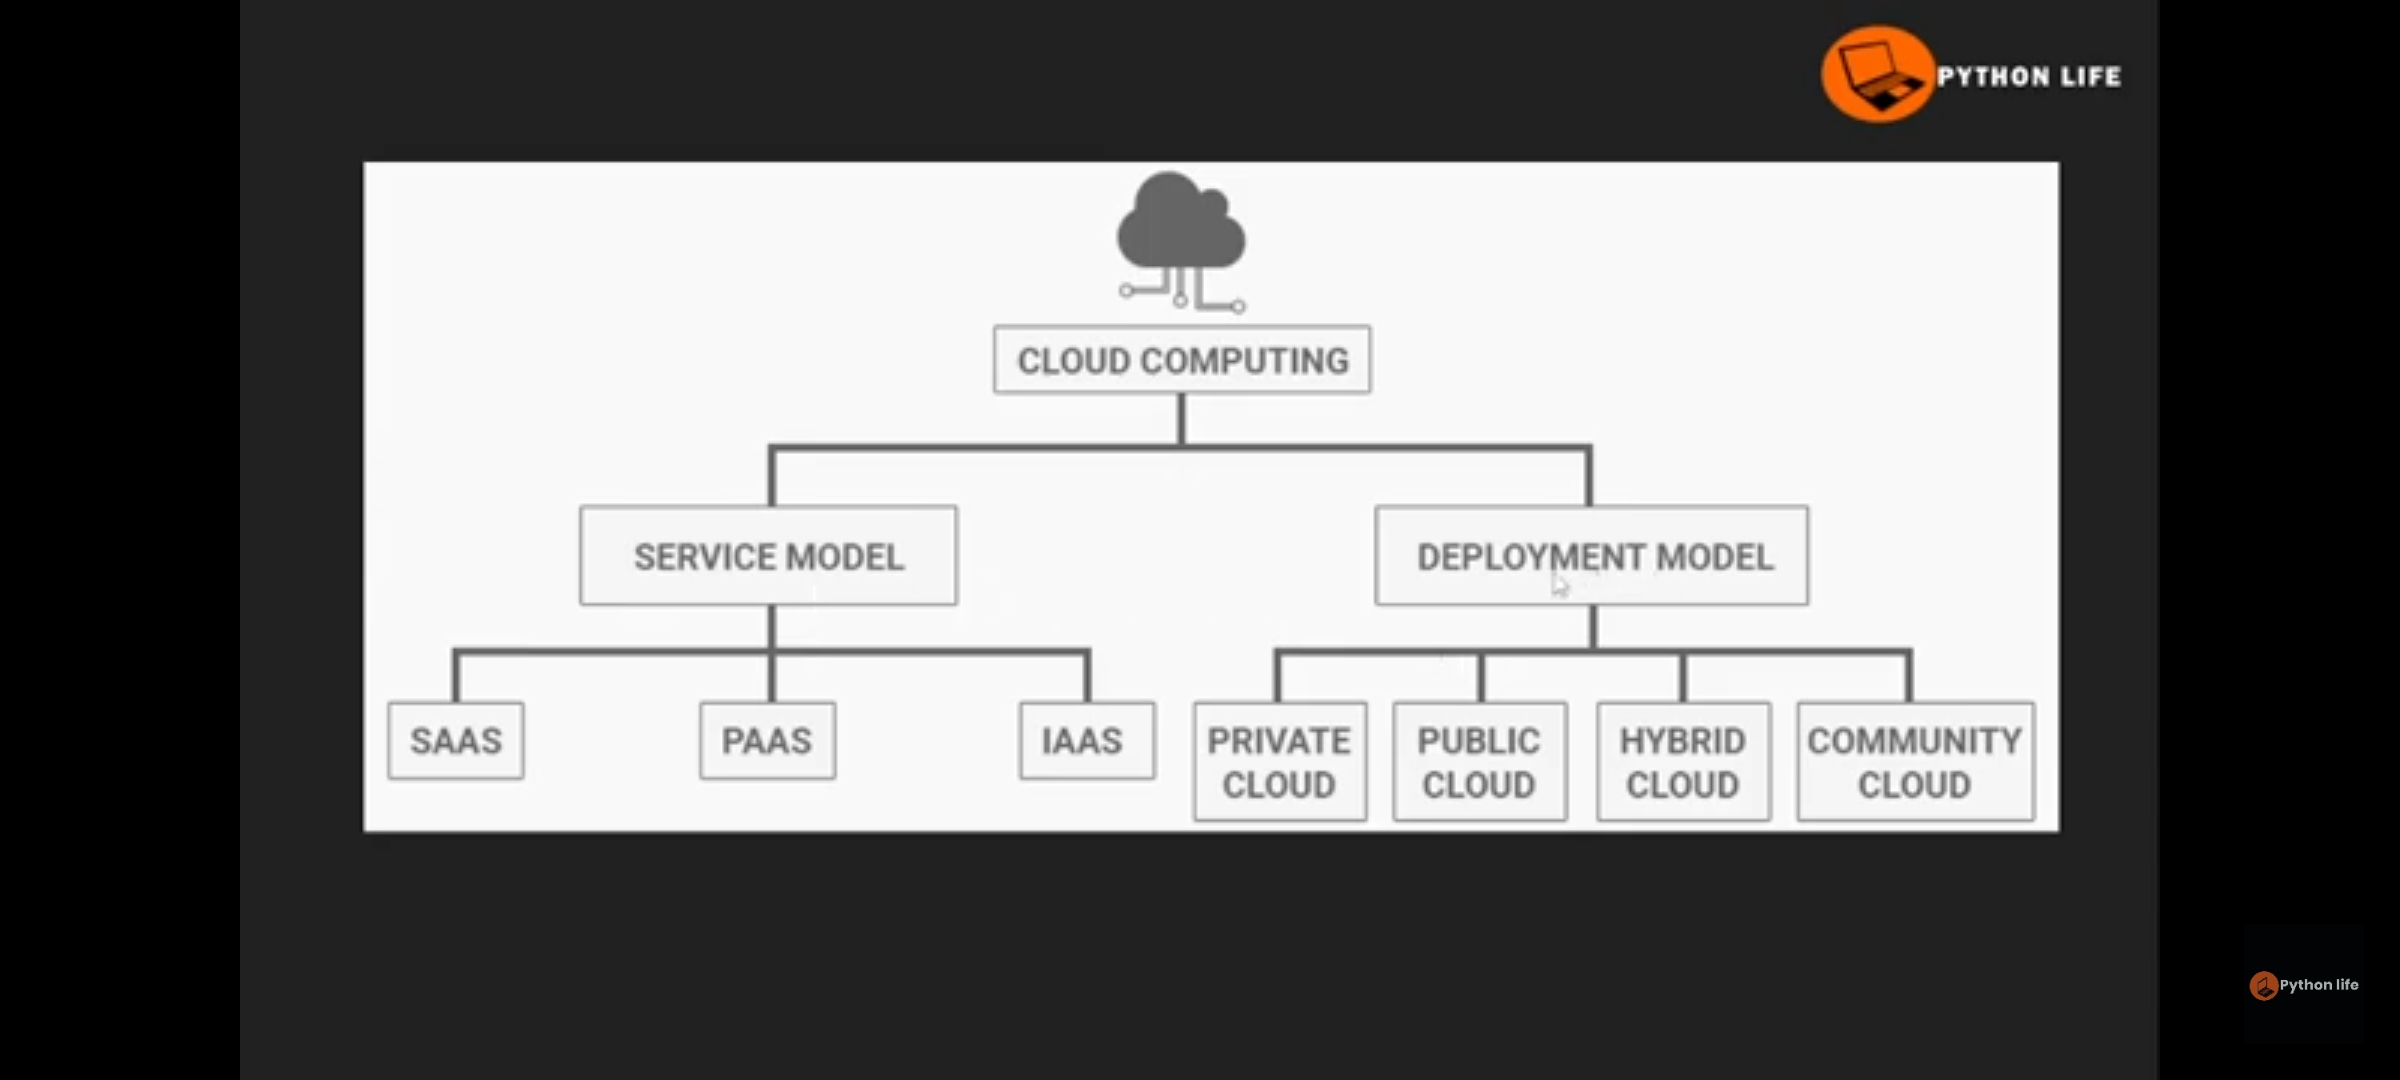 PYTHON LIFE
CLOUD COMPUTING
SERVICE MODEL
DEPLOYMENT MODEL
SAAS
PAAS
IAAS
PRIVATE
CLOUD
PUBLIC
CLOUD
HYBRID
CLOUD
COMMUNITY
CLOUD
Python life